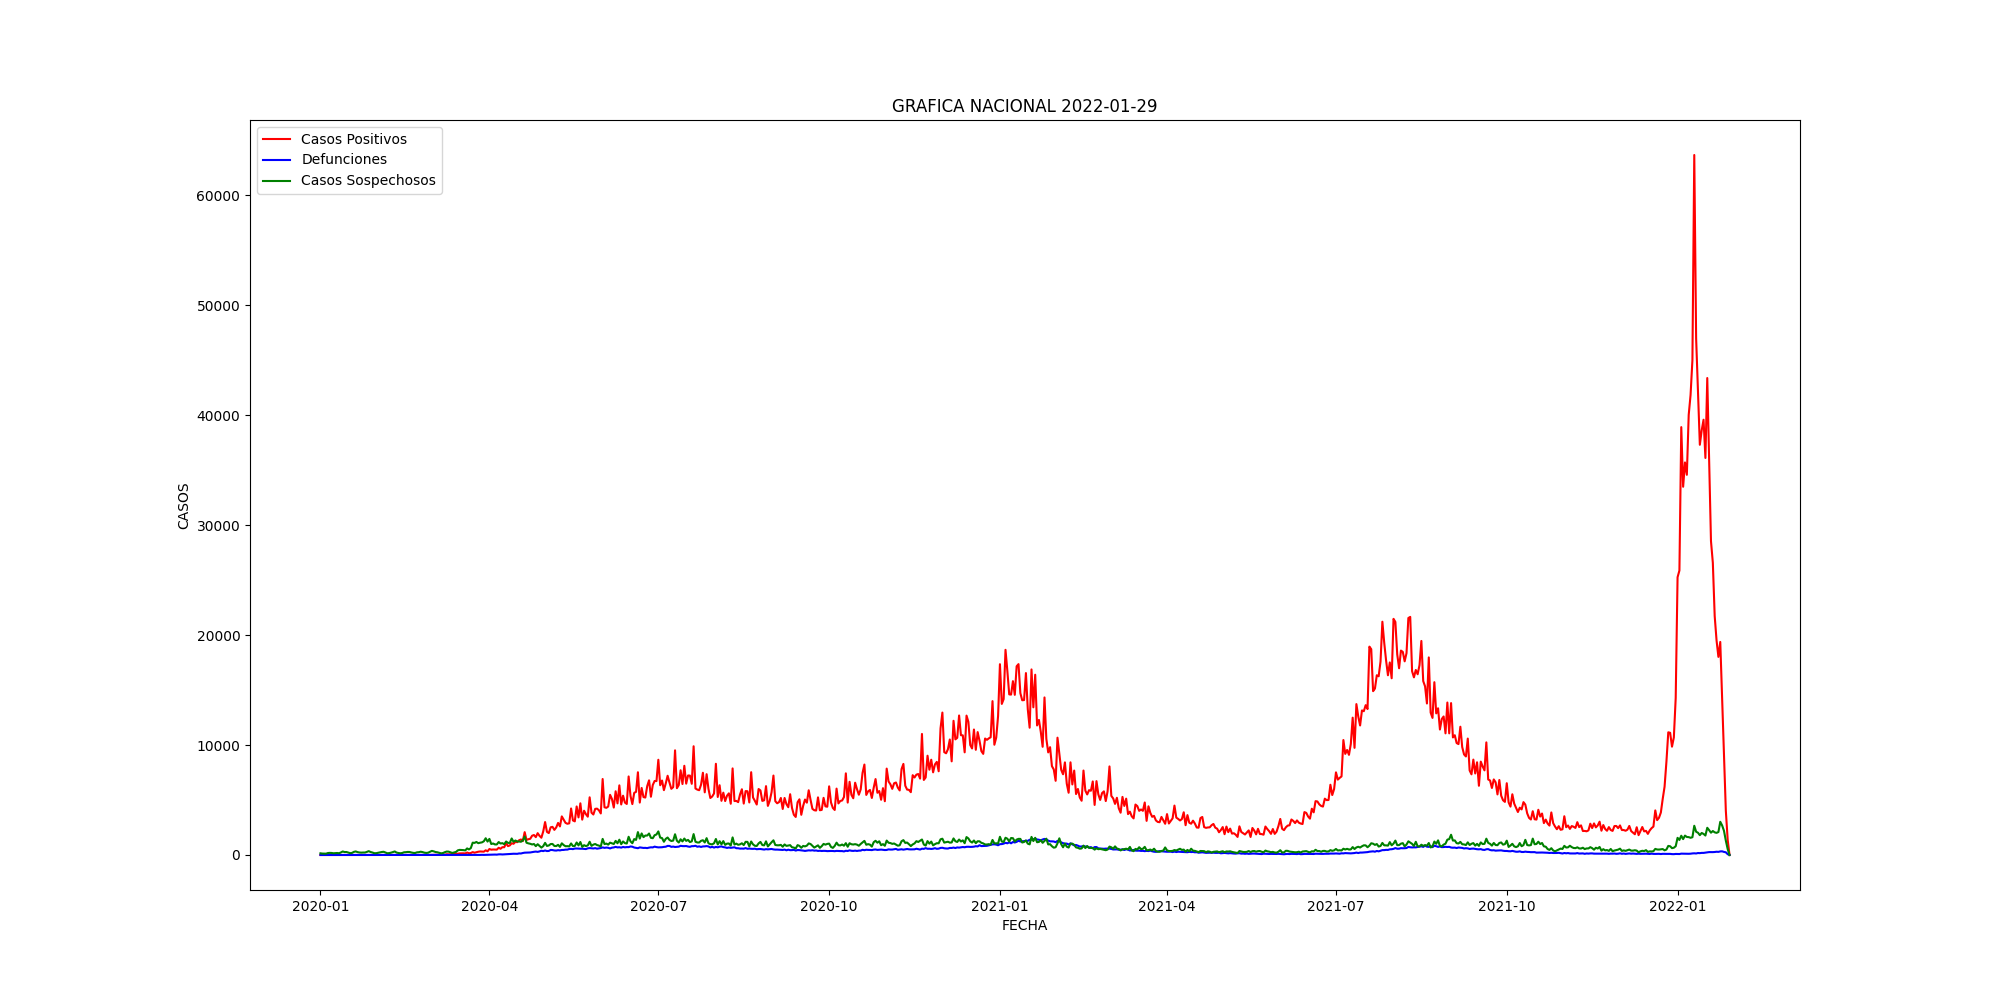 GRAFICA NACIONAL 2022-01-29
Casos Positivos
Defunciones
Casos Sospechosos
60000
50000
40000
30000
20000
10000
0
CASOS
2020-01 2020-04 2020-07 2020-10 2021-01 2021-04 2021-07 2021-10 2022-01
FECHA